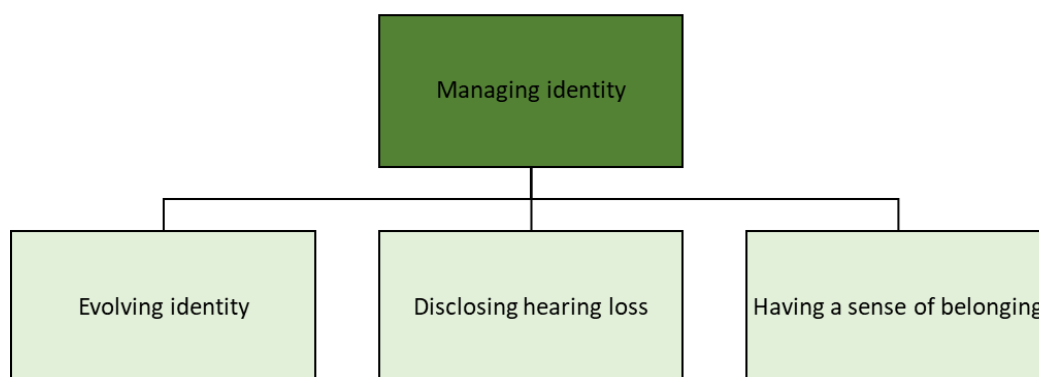 Managing identity
Evolving identity
Disclosing hearing loss
Having a sense of belonging